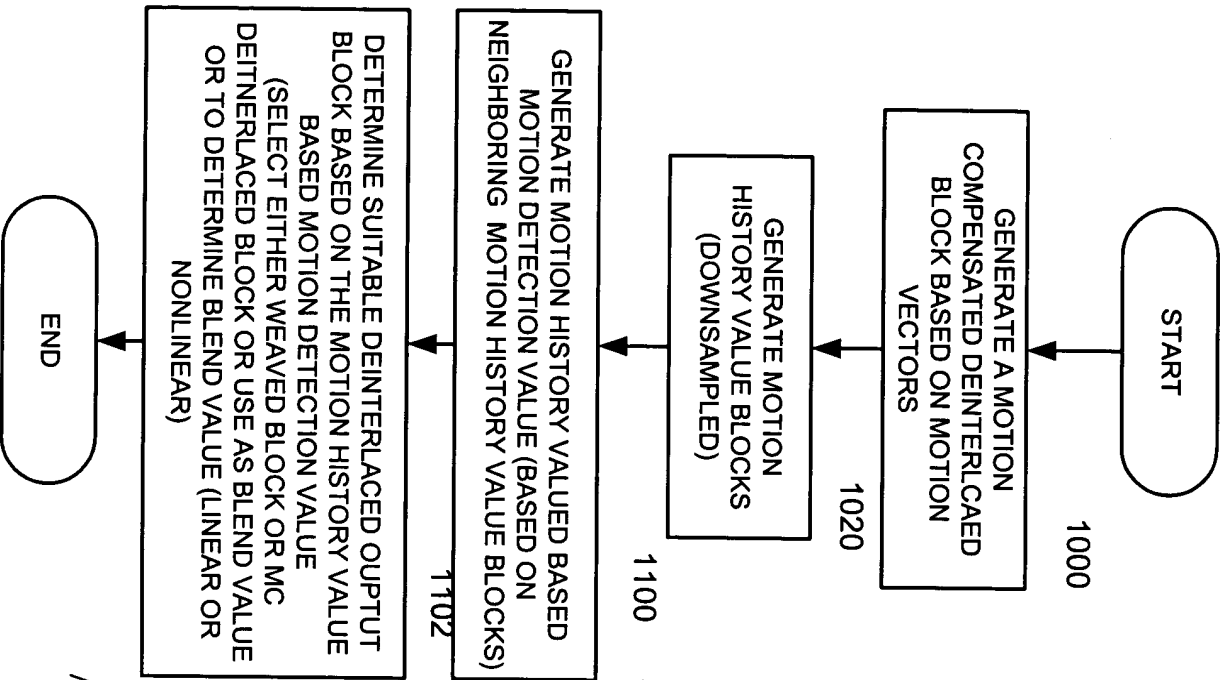 START
1000
GENERATE A MOTION
COMPENSATED DEINTERLCAED
BLOCK BASED ON MOTION
VECTORS
1020
GENERATE MOTION
HISTORY VALUE BLOCKS
(DOWNSAMPLED)
1100
GENERATE MOTION HISTORY VALUED BASED
MOTION DETECTION VALUE (BASED ON
NEIGHBORING MOTION HISTORY VALUE BLOCKS)
1102
DETERMINE SUITABLE DEINTERLACED OUPTUT
BLOCK BASED ON THE MOTION HISTORY VALUE
BASED MOTION DETECTION VALUE
(SELECT EITHER WEAVED BLOCK OR MC
DEITNERLACED BLOCK OR USE AS BLEND VALUE
OR TO DETERMINE BLEND VALUE (LINEAR OR
NONLINEAR)
END